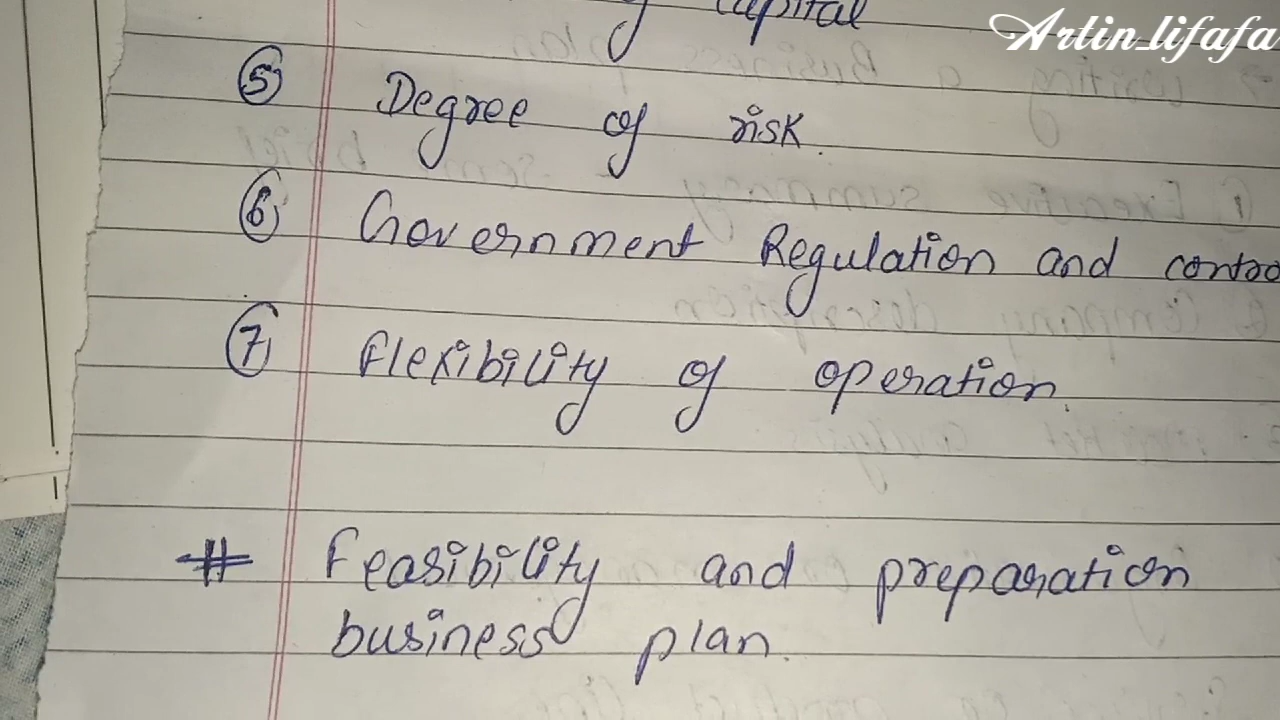 capital
Artin_lifafa
⑤ Degree of risk.
⑥ Government Regulation and contro
⑦ Flexibility of operation.
# Feasibility and preparation
business plan.